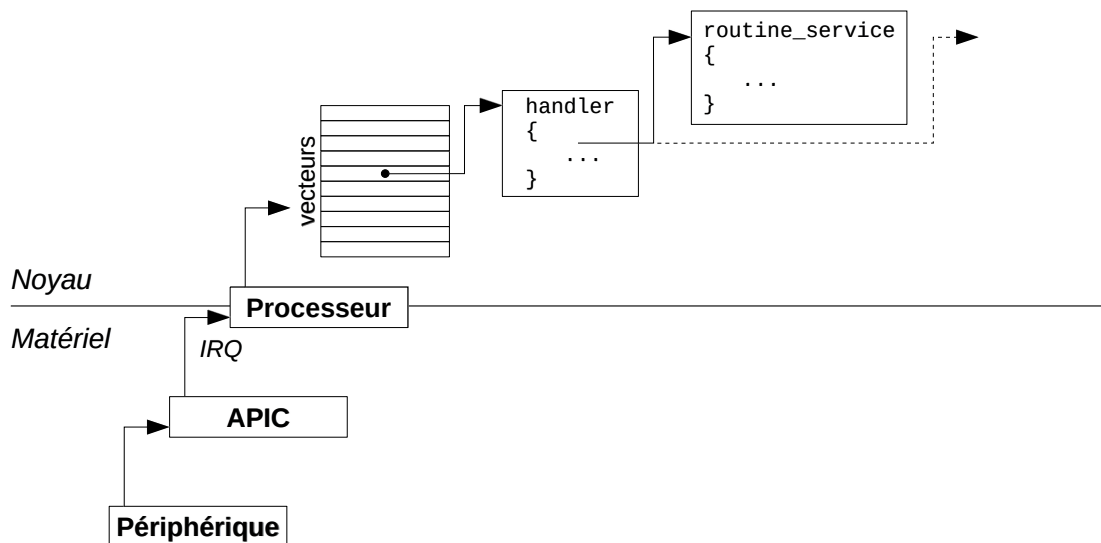 routine_service
{
...
}
handler
{
...
}
vecteurs
Noyau
Processeur
Matériel
IRQ
APIC
Périphérique